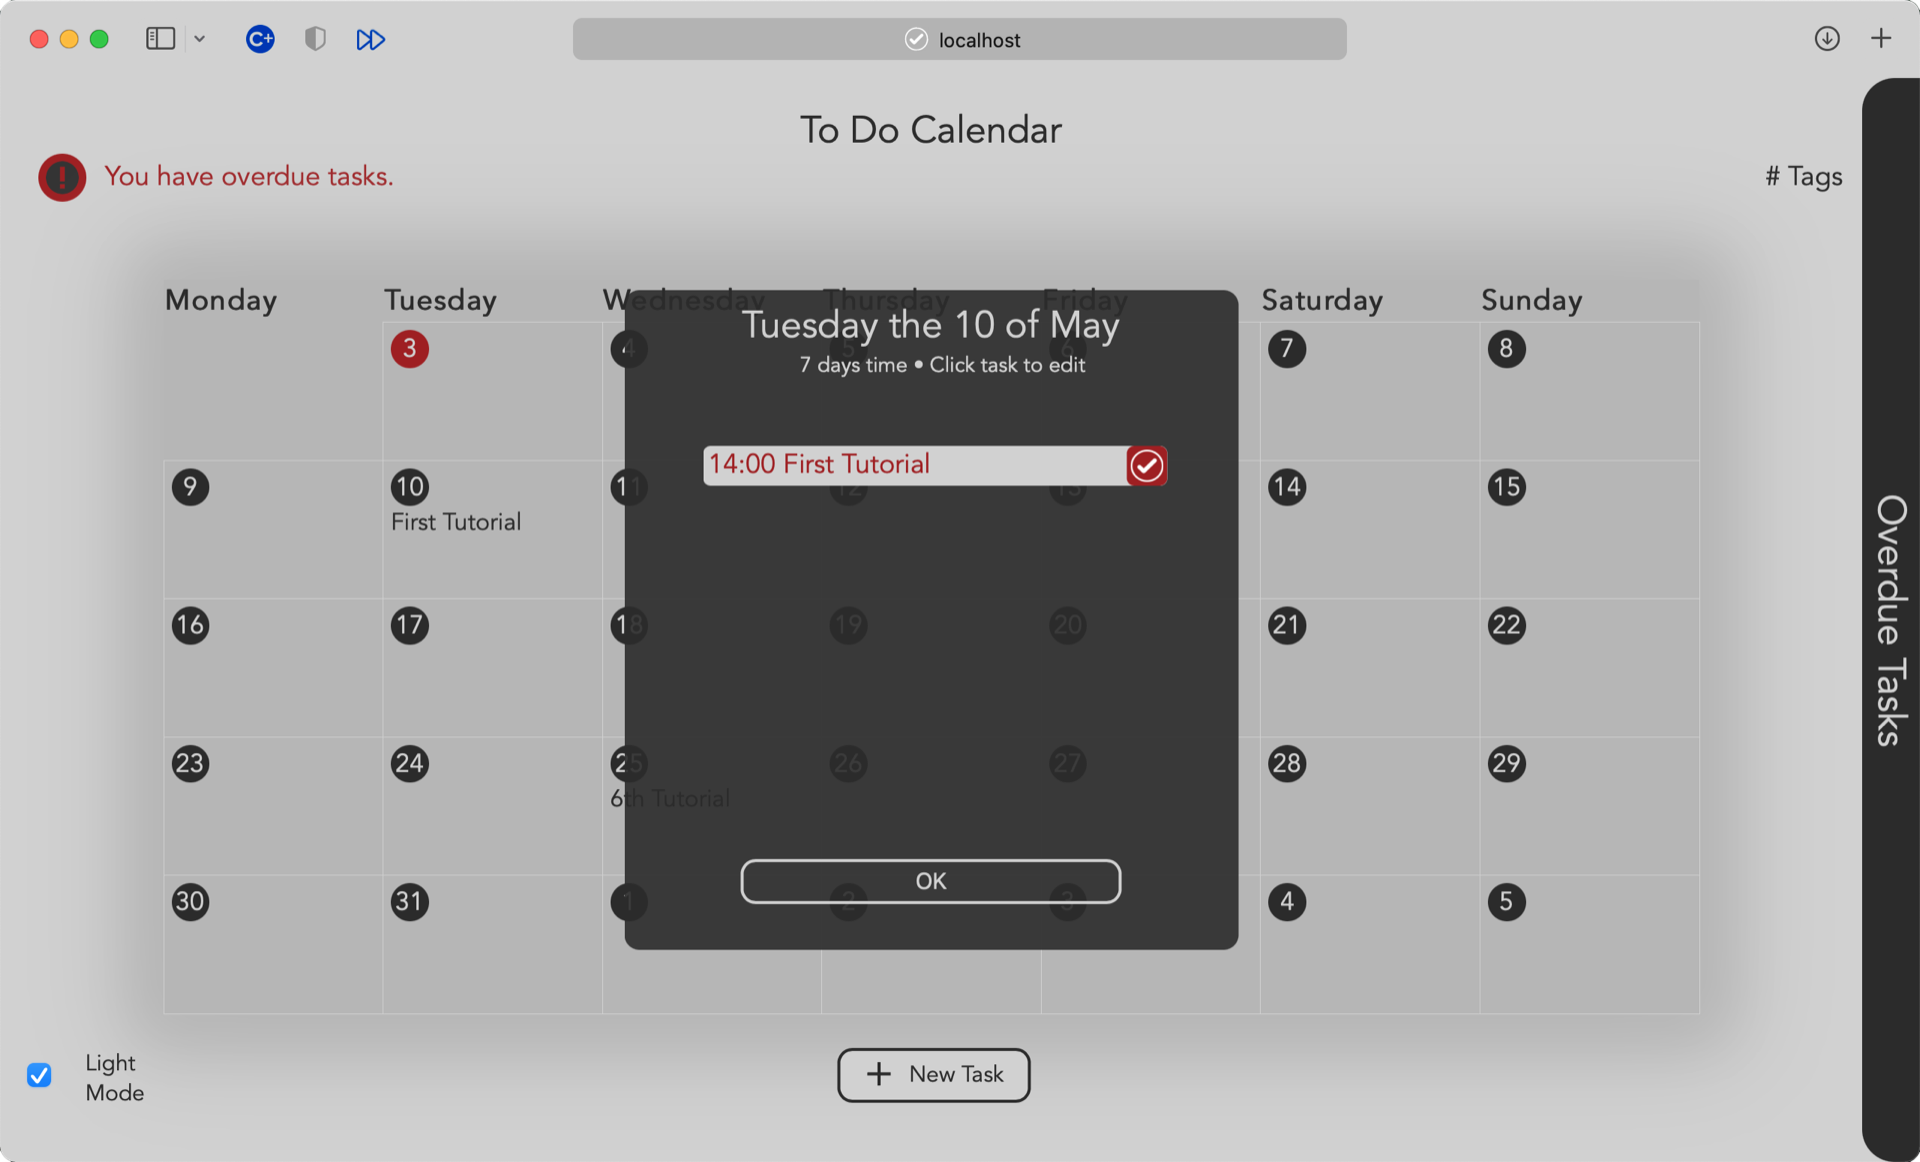 C+
localhost
To Do Calendar
! You have overdue tasks.
# Tags
Monday Tuesday Wednesday Thursday Friday Saturday Sunday
Tuesday the 10 of May
7 days time • Click task to edit
3 4 5 6 7 8
14:00 First Tutorial
9 10 11 12 13 14 15
First Tutorial
16 17 18 19 20 21 22
23 24 25 26 27 28 29
6th Tutorial
OK
30 31 1 2 3 4 5
Light
Mode
+ New Task
Overdue Tasks